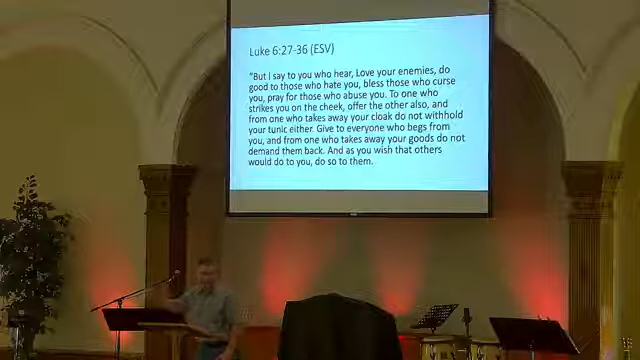 Luke 6:27-36 (ESV)
"But I say to you who hear, Love your enemies, do
good to those who hate you, bless those who curse
you, pray for those who abuse you. To one who
strikes you on the cheek, offer the other also, and
from one who takes away your cloak do not withhold
your tunic either. Give to everyone who begs from
you, and from one who takes away your goods do not
demand them back. And as you wish that others
would do to you, do so to them.